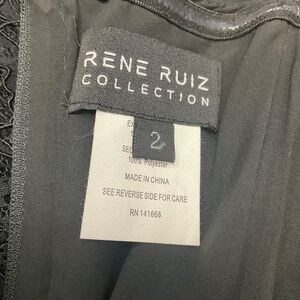 RENE RUIZ
COLLECTION
2
100% Polyester
MADE IN CHINA
SEE REVERSE SIDE FOR CARE
RN 141668